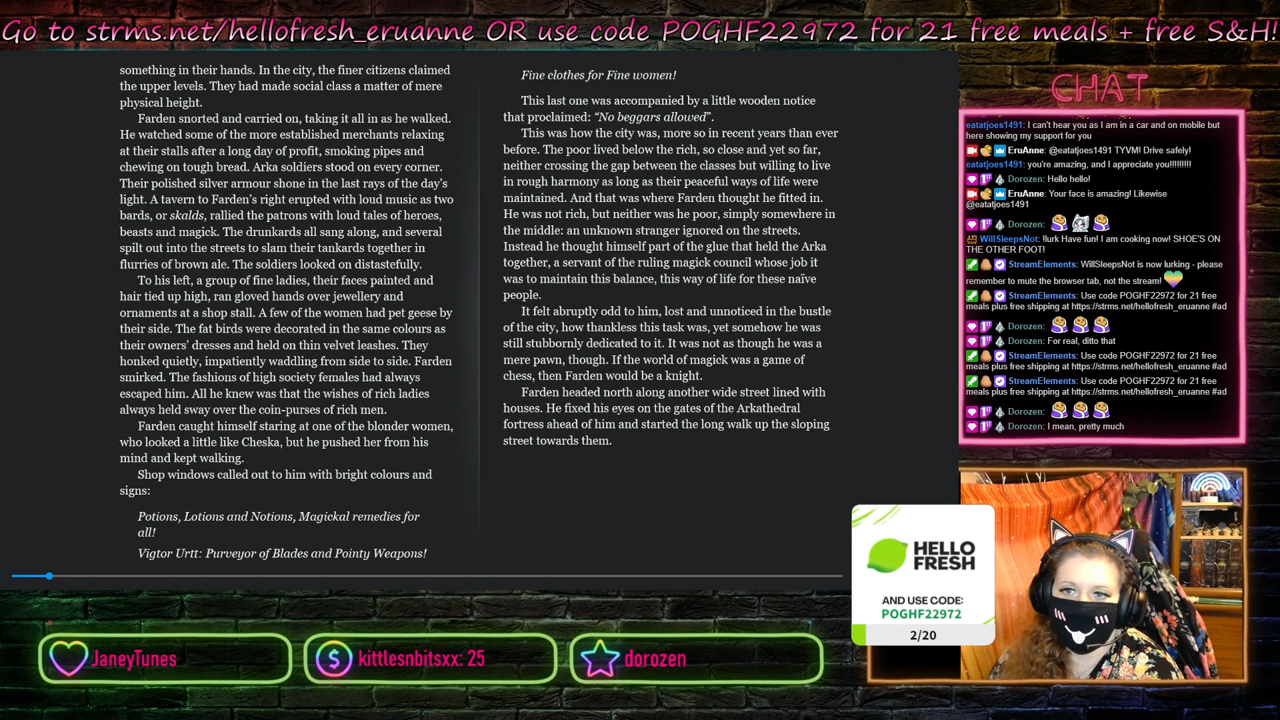 Go to strms.net/hellofresh_eruanne OR use code POGHF22972 for 21 free meals + free S&H!
something in their hands. In the city, the finer citizens claimed
the upper levels. They had made social class a matter of mere
physical height.
Farden snorted and carried on, taking it all in as he walked.
He watched some of the more established merchants relaxing
at their stalls after a long day of profit, smoking pipes and
chewing on tough bread. Arka soldiers stood on every corner.
Their polished silver armour shone in the last rays of the day's
light. A tavern to Farden's right erupted with loud music as two
bards, or skalds, rallied the patrons with loud tales of heroes,
beasts and magick. The drunkards all sang along, and several
spilt out into the streets to slam their tankards together in
flurries of brown ale. The soldiers looked on distastefully.
To his left, a group of fine ladies, their faces painted and
hair tied up high, ran gloved hands over jewellery and
ornaments at a shop stall. A few of the women had pet geese by
their side. The fat birds were decorated in the same colours as
their owners' dresses and held on thin velvet leashes. They
honked quietly, impatiently waddling from side to side. Farden
smirked. The fashions of high society females had always
escaped him. All he knew was that the wishes of rich ladies
always held sway over the coin-purses of rich men.
Farden caught himself staring at one of the blonder women,
who looked a little like Cheska, but he pushed her from his
mind and kept walking.
Shop windows called out to him with bright colours and
signs:
Potions, Lotions and Notions, Magickal remedies for
all!
Vigtor Urtt: Purveyor of Blades and Pointy Weapons!
Fine clothes for Fine women!
This last one was accompanied by a little wooden notice
that proclaimed: “No beggars allowed”.
This was how the city was, more so in recent years than ever
before. The poor lived below the rich, so close and yet so far,
neither crossing the gap between the classes but willing to live
in rough harmony as long as their peaceful ways of life were
maintained. And that was where Farden thought he fitted in.
He was not rich, but neither was he poor, simply somewhere in
the middle: an unknown stranger ignored on the streets.
Instead he thought himself part of the glue that held the Arka
together, a servant of the ruling magick council whose job it
was to maintain this balance, this way of life for these naïve
people.
It felt abruptly odd to him, lost and unnoticed in the bustle
of the city, how thankless this task was, yet somehow he was
still stubbornly dedicated to it. It was not as though he was a
mere pawn, though. If the world of magick was a game of
chess, then Farden would be a knight.
Farden headed north along another wide street lined with
houses. He fixed his eyes on the gates of the Arkathedral
fortress ahead of him and started the long walk up the sloping
street towards them.
CHAT
eatatjoes1491: I can't hear you as I am in a car and on mobile but
here showing my support for you
EruAnne: @eatatjoes1491 TYVM! Drive safely!
eatatjoes1491: you're amazing, and I appreciate you!!!!!!!!!!
Dorozen: Hello hello!
EruAnne: Your face is amazing! Likewise
@eatatjoes1491
Dorozen:
WillSleepsNot: !lurk Have fun! I am cooking now! SHOE'S ON
THE OTHER FOOT!
StreamElements: WillSleepsNot is now lurking - please
remember to mute the browser tab, not the stream!
StreamElements: Use code POGHF22972 for 21 free
meals plus free shipping at https://strms.net/hellofresh_eruanne #ad
Dorozen:
Dorozen: For real, ditto that
StreamElements: Use code POGHF22972 for 21 free
meals plus free shipping at https://strms.net/hellofresh_eruanne #ad
StreamElements: Use code POGHF22972 for 21 free
meals plus free shipping at https://strms.net/hellofresh_eruanne #ad
Dorozen:
Dorozen: I mean, pretty much
HELLO
FRESH
AND USE CODE:
POGHF22972
2/20
JaneyTunes
$ kittlesnbitsxx: 25
dorozen